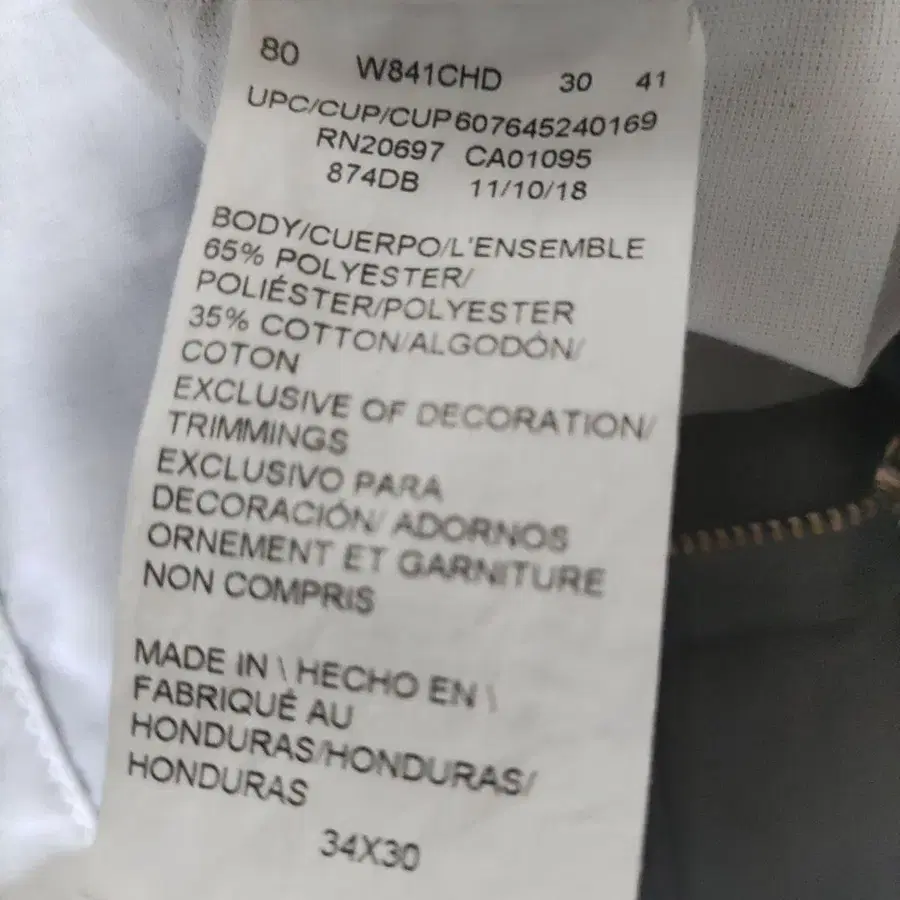 80 W841CHD 30 41
UPC/CUP/CUP 607645240169
RN20697 CA01095
874DB 11/10/18
BODY/CUERPO/L'ENSEMBLE
65% POLYESTER/
POLIÉSTER/POLYESTER
35% COTTON/ALGODÓN/
COTON
EXCLUSIVE OF DECORATION/
TRIMMINGS
EXCLUSIVO PARA
DECORACIÓN/ ADORNOS
ORNEMENT ET GARNITURE
NON COMPRIS
MADE IN \ HECHO EN \
FABRIQUÉ AU
HONDURAS/HONDURAS/
HONDURAS
34X30